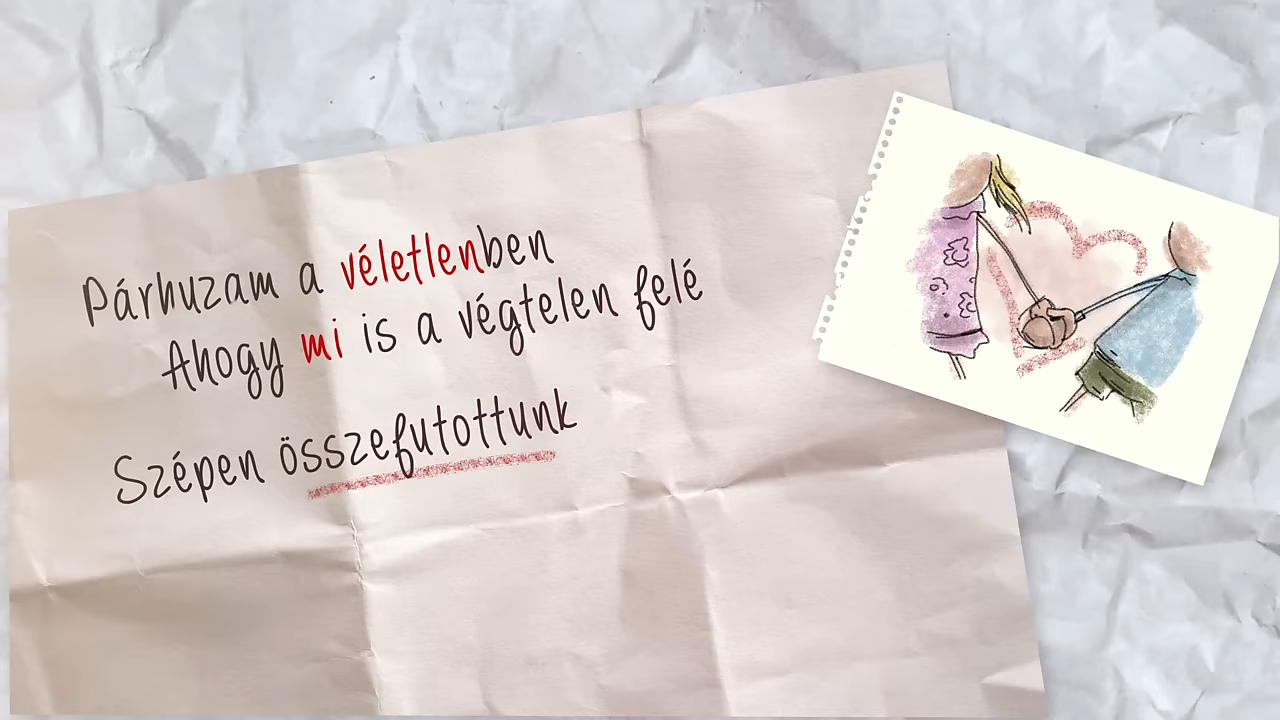 Párhuzam a véletlenben
Ahogy mi is a végtelen felé
Szépen összefutottunk